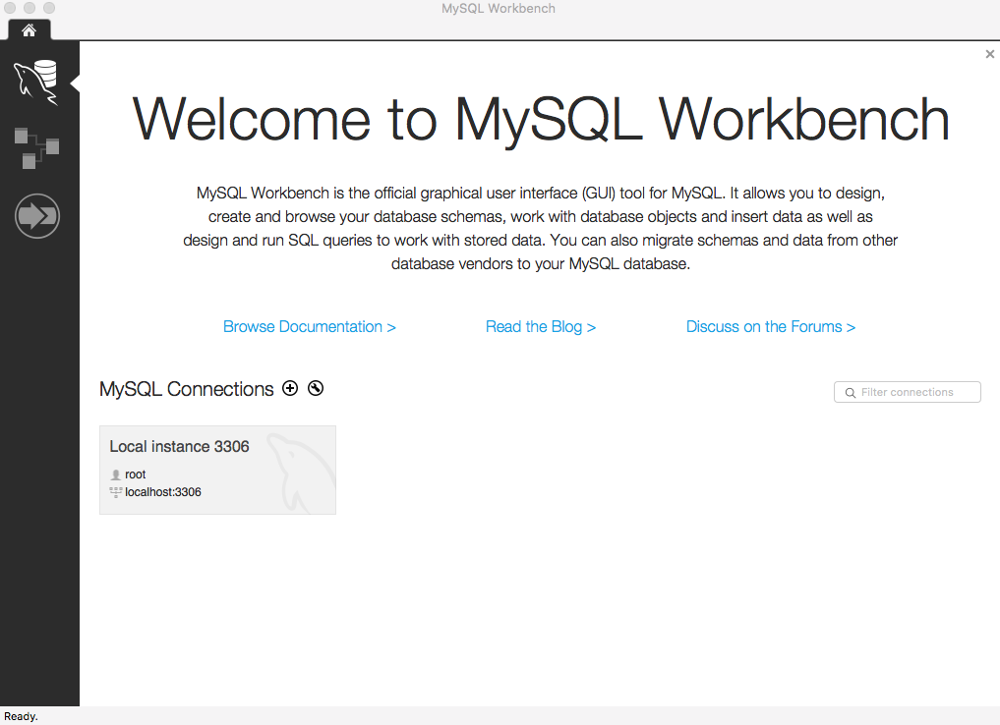 MySQL Workbench
Welcome to MySQL Workbench
MySQL Workbench is the official graphical user interface (GUI) tool for MySQL. It allows you to design,
create and browse your database schemas, work with database objects and insert data as well as
design and run SQL queries to work with stored data. You can also migrate schemas and data from other
database vendors to your MySQL database.
Browse Documentation >
Read the Blog >
Discuss on the Forums >
MySQL Connections
Filter connections
Local instance 3306
root
localhost:3306
Ready.